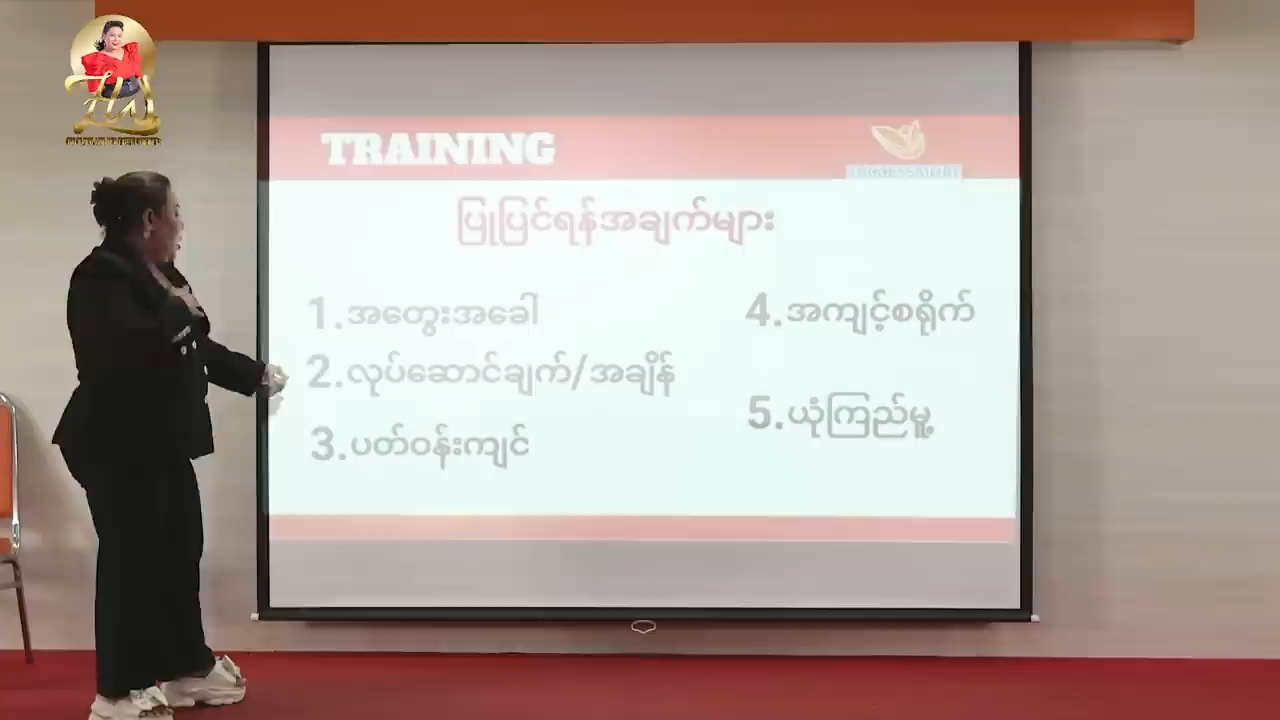 TRAINING
ပြုပြင်ရန်အချက်များ
1.အတွေးအခေါ်
2.လုပ်ဆောင်ချက်/အချိန်
3.ပတ်ဝန်းကျင်
4.အကျင့်စရိုက်
5.ယုံကြည်မှု့